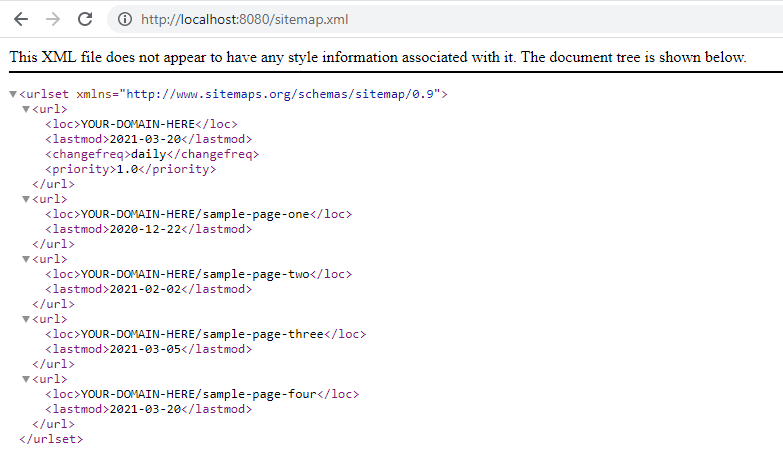 http://localhost:8080/sitemap.xml
This XML file does not appear to have any style information associated with it. The document tree is shown below.
<urlset xmlns="http://www.sitemaps.org/schemas/sitemap/0.9">
<url>
<loc>YOUR-DOMAIN-HERE</loc>
<lastmod>2021-03-20</lastmod>
<changefreq>daily</changefreq>
<priority>1.0</priority>
</url>
<url>
<loc>YOUR-DOMAIN-HERE/sample-page-one</loc>
<lastmod>2020-12-22</lastmod>
</url>
<url>
<loc>YOUR-DOMAIN-HERE/sample-page-two</loc>
<lastmod>2021-02-02</lastmod>
</url>
<url>
<loc>YOUR-DOMAIN-HERE/sample-page-three</loc>
<lastmod>2021-03-05</lastmod>
</url>
<url>
<loc>YOUR-DOMAIN-HERE/sample-page-four</loc>
<lastmod>2021-03-20</lastmod>
</url>
</urlset>